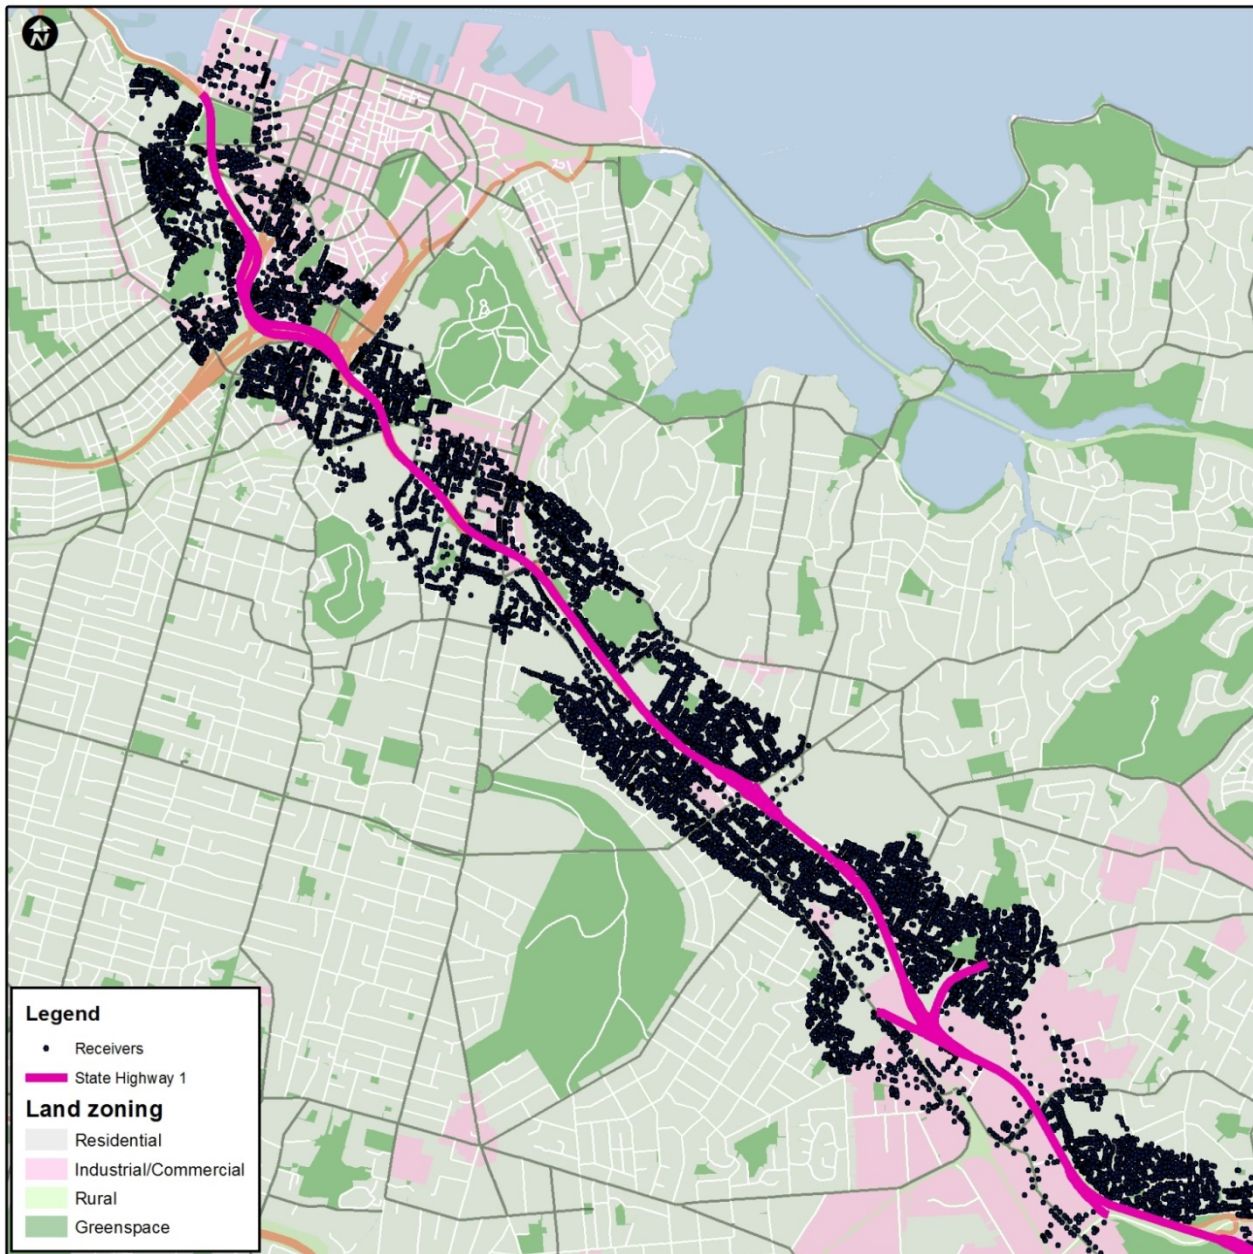 N
Legend
Receivers
State Highway 1
Land zoning
Residential
Industrial/Commercial
Rural
Greenspace